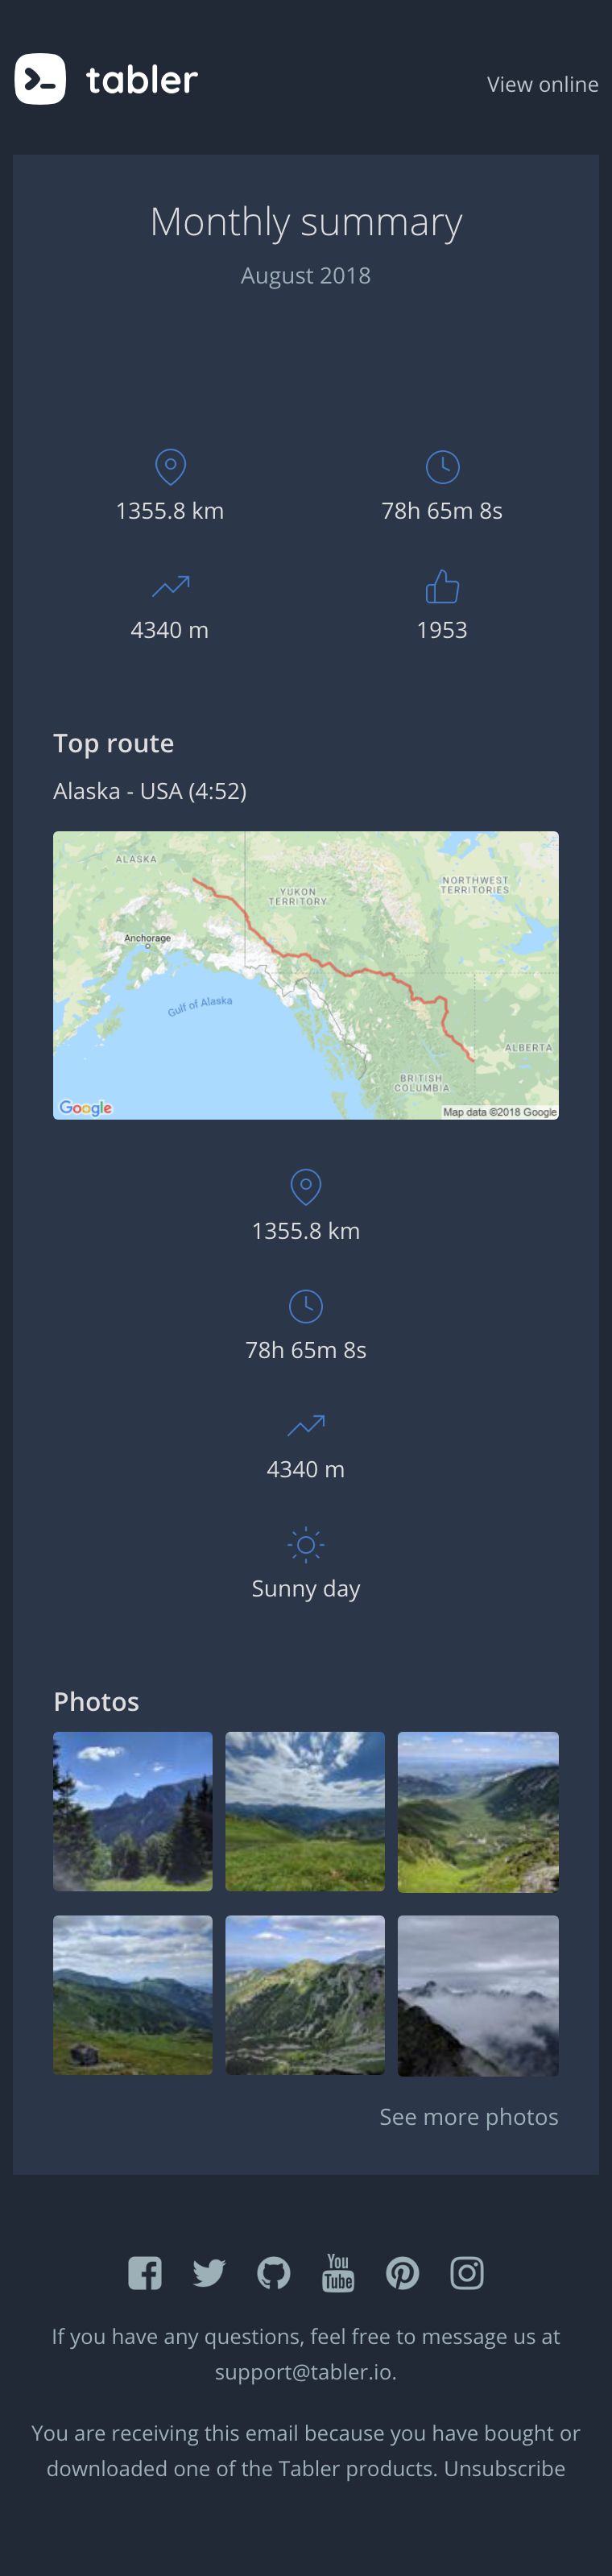 tabler
View online
Monthly summary
August 2018
1355.8 km
78h 65m 8s
4340 m
1953
Top route
Alaska - USA (4:52)
ALASKA
YUKON
TERRITORY
NORTHWEST
TERRITORIES
Anchorage
Gulf of Alaska
ALBERTA
BRITISH
COLUMBIA
Google
Map data ©2018 Google
1355.8 km
78h 65m 8s
4340 m
Sunny day
Photos
See more photos
You
Tube
If you have any questions, feel free to message us at
support@tabler.io.
You are receiving this email because you have bought or
downloaded one of the Tabler products. Unsubscribe